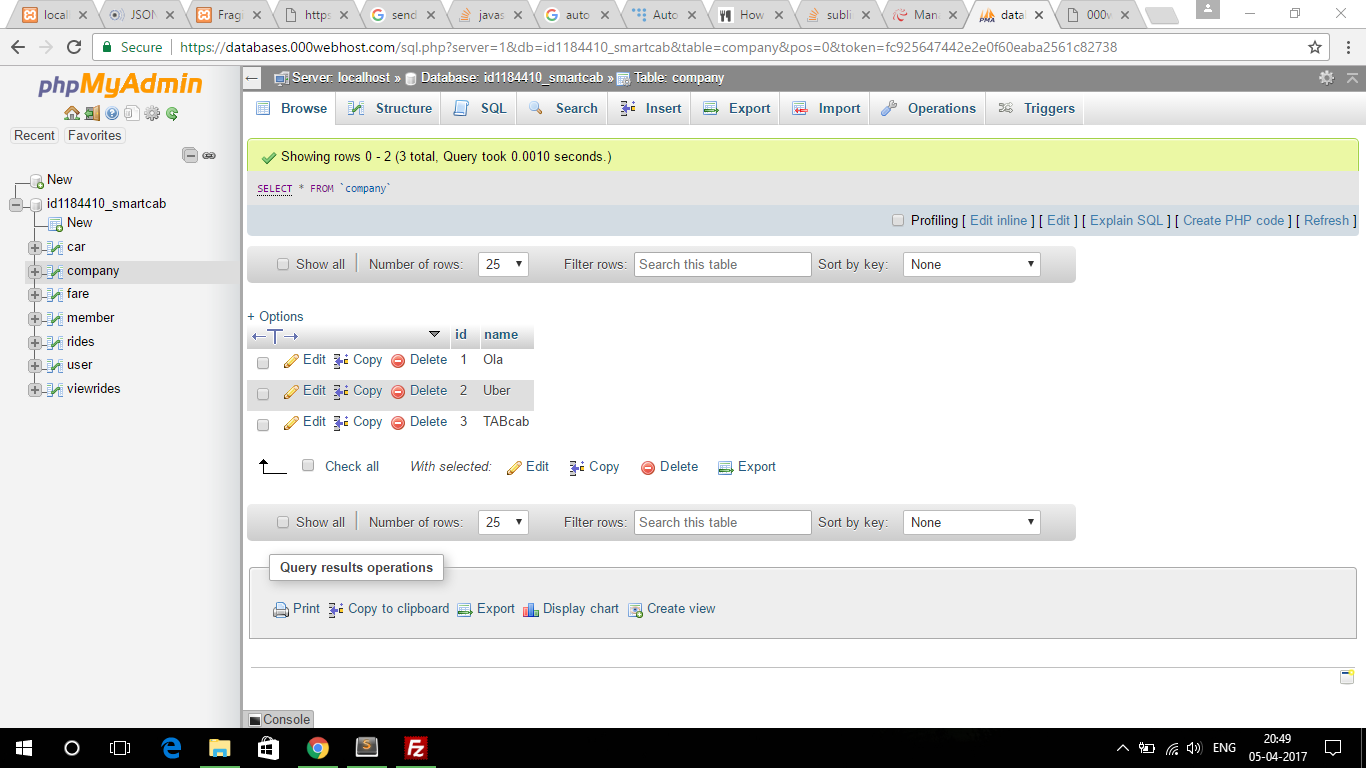 local
JSON
Fragi
https
send
javas
auto
Auto
How
subli
Mana
datal
000w
Secure https://databases.000webhost.com/sql.php?server=1&db=id1184410_smartcab&table=company&pos=0&token=fc925647442e2e0f60eaba2561c82738
phpMyAdmin
Recent Favorites
New
id1184410_smartcab
New
car
company
fare
member
rides
user
viewrides
Server: localhost » Database: id1184410_smartcab » Table: company
Browse Structure SQL Search Insert Export Import Operations Triggers
Showing rows 0 - 2 (3 total, Query took 0.0010 seconds.)
SELECT * FROM `company`
Profiling [ Edit inline ] [ Edit ] [ Explain SQL ] [ Create PHP code ] [ Refresh ]
Show all Number of rows: 25 Filter rows: Search this table Sort by key: None
+ Options
id name
Edit Copy Delete 1 Ola
Edit Copy Delete 2 Uber
Edit Copy Delete 3 TABcab
Check all With selected: Edit Copy Delete Export
Show all Number of rows: 25 Filter rows: Search this table Sort by key: None
Query results operations
Print Copy to clipboard Export Display chart Create view
Console
ENG
20:49
05-04-2017